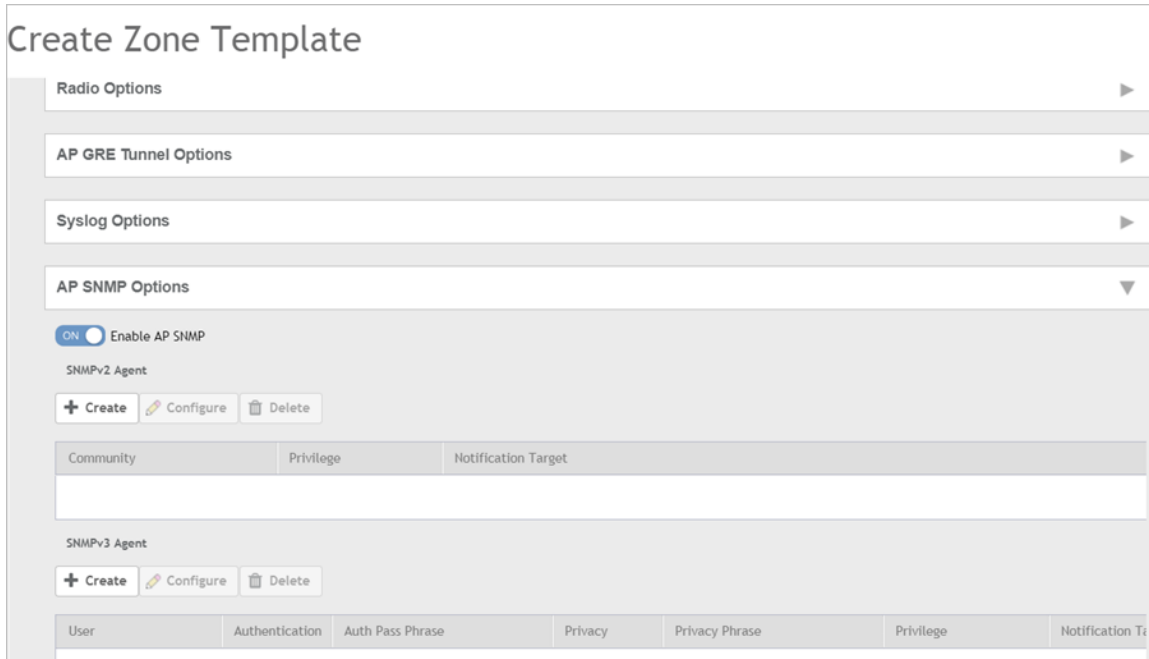 Create Zone Template
Radio Options
AP GRE Tunnel Options
Syslog Options
AP SNMP Options
ON Enable AP SNMP
SNMPv2 Agent
Create Configure Delete
Community Privilege Notification Target
SNMPv3 Agent
Create Configure Delete
User Authentication Auth Pass Phrase Privacy Privacy Phrase Privilege Notification